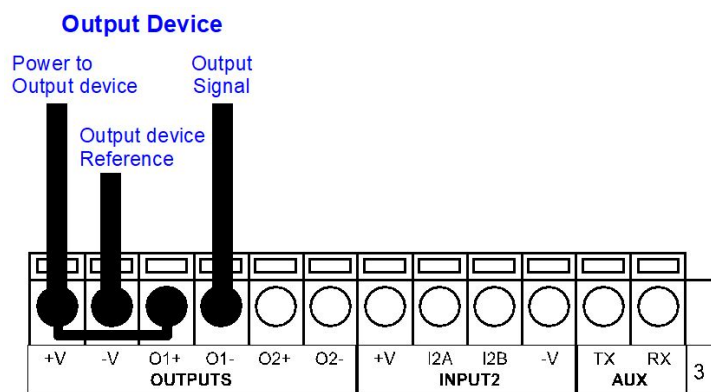 Output Device
Power to
Output device
Output
Signal
Output device
Reference
+V -V O1+ O1- O2+ O2- +V I2A I2B -V TX RX
OUTPUTS INPUT2 AUX 3